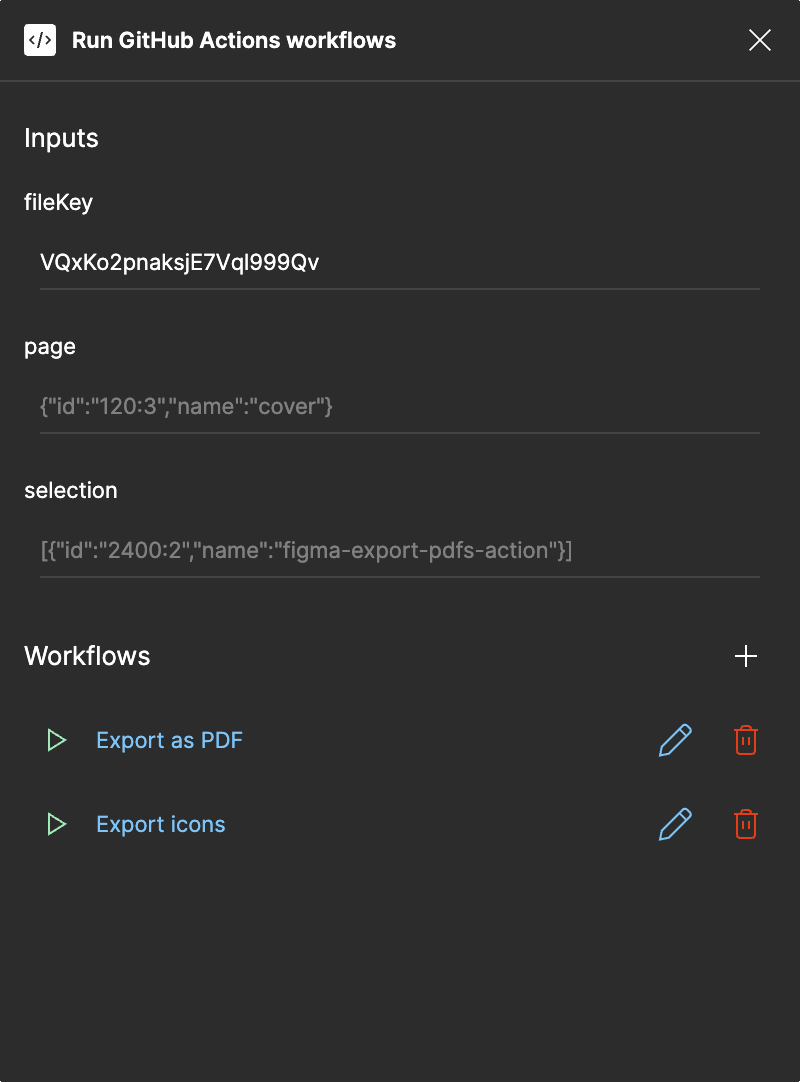 </> Run GitHub Actions workflows
Inputs
fileKey
VQxKo2pnaksjE7Vql999Qv
page
{"id":"120:3","name":"cover"}
selection
[{"id":"2400:2","name":"figma-export-pdfs-action"}]
Workflows
Export as PDF
Export icons